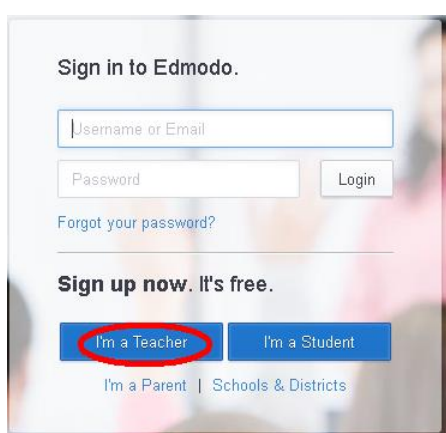 Sign in to Edmodo.
Username or Email
Password
Login
Forgot your password?
Sign up now. It's free.
I'm a Teacher
I'm a Student
I'm a Parent | Schools & Districts